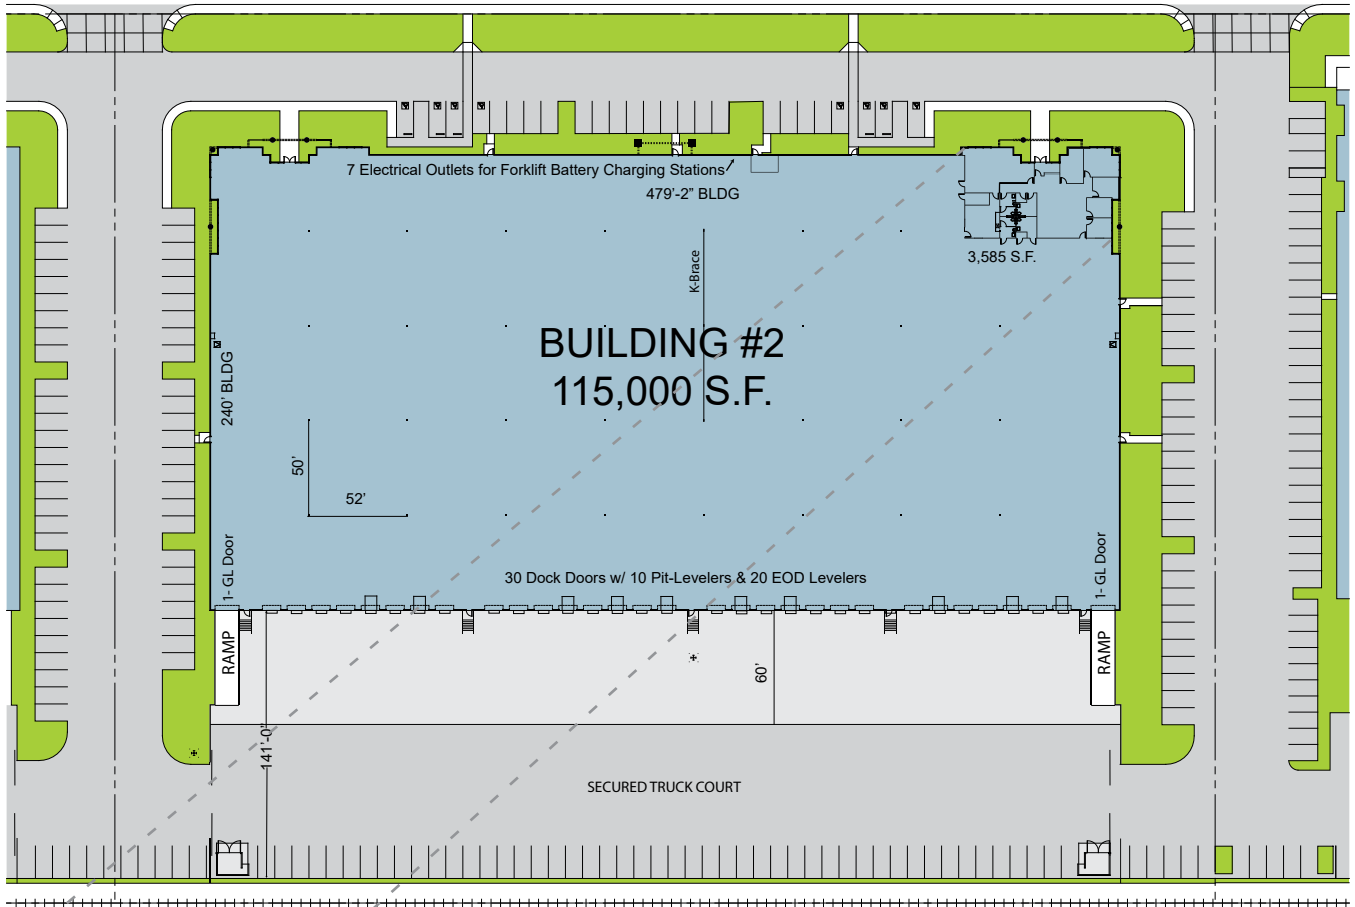 7 Electrical Outlets for Forklift Battery Charging Stations
479'-2” BLDG
3,585 S.F.
K-Brace
BUILDING #2
115,000 S.F.
240' BLDG
50'
52'
1- GL Door
30 Dock Doors w/ 10 Pit-Levelers & 20 EOD Levelers
1- GL Door
RAMP
60'
RAMP
141'-0"
SECURED TRUCK COURT